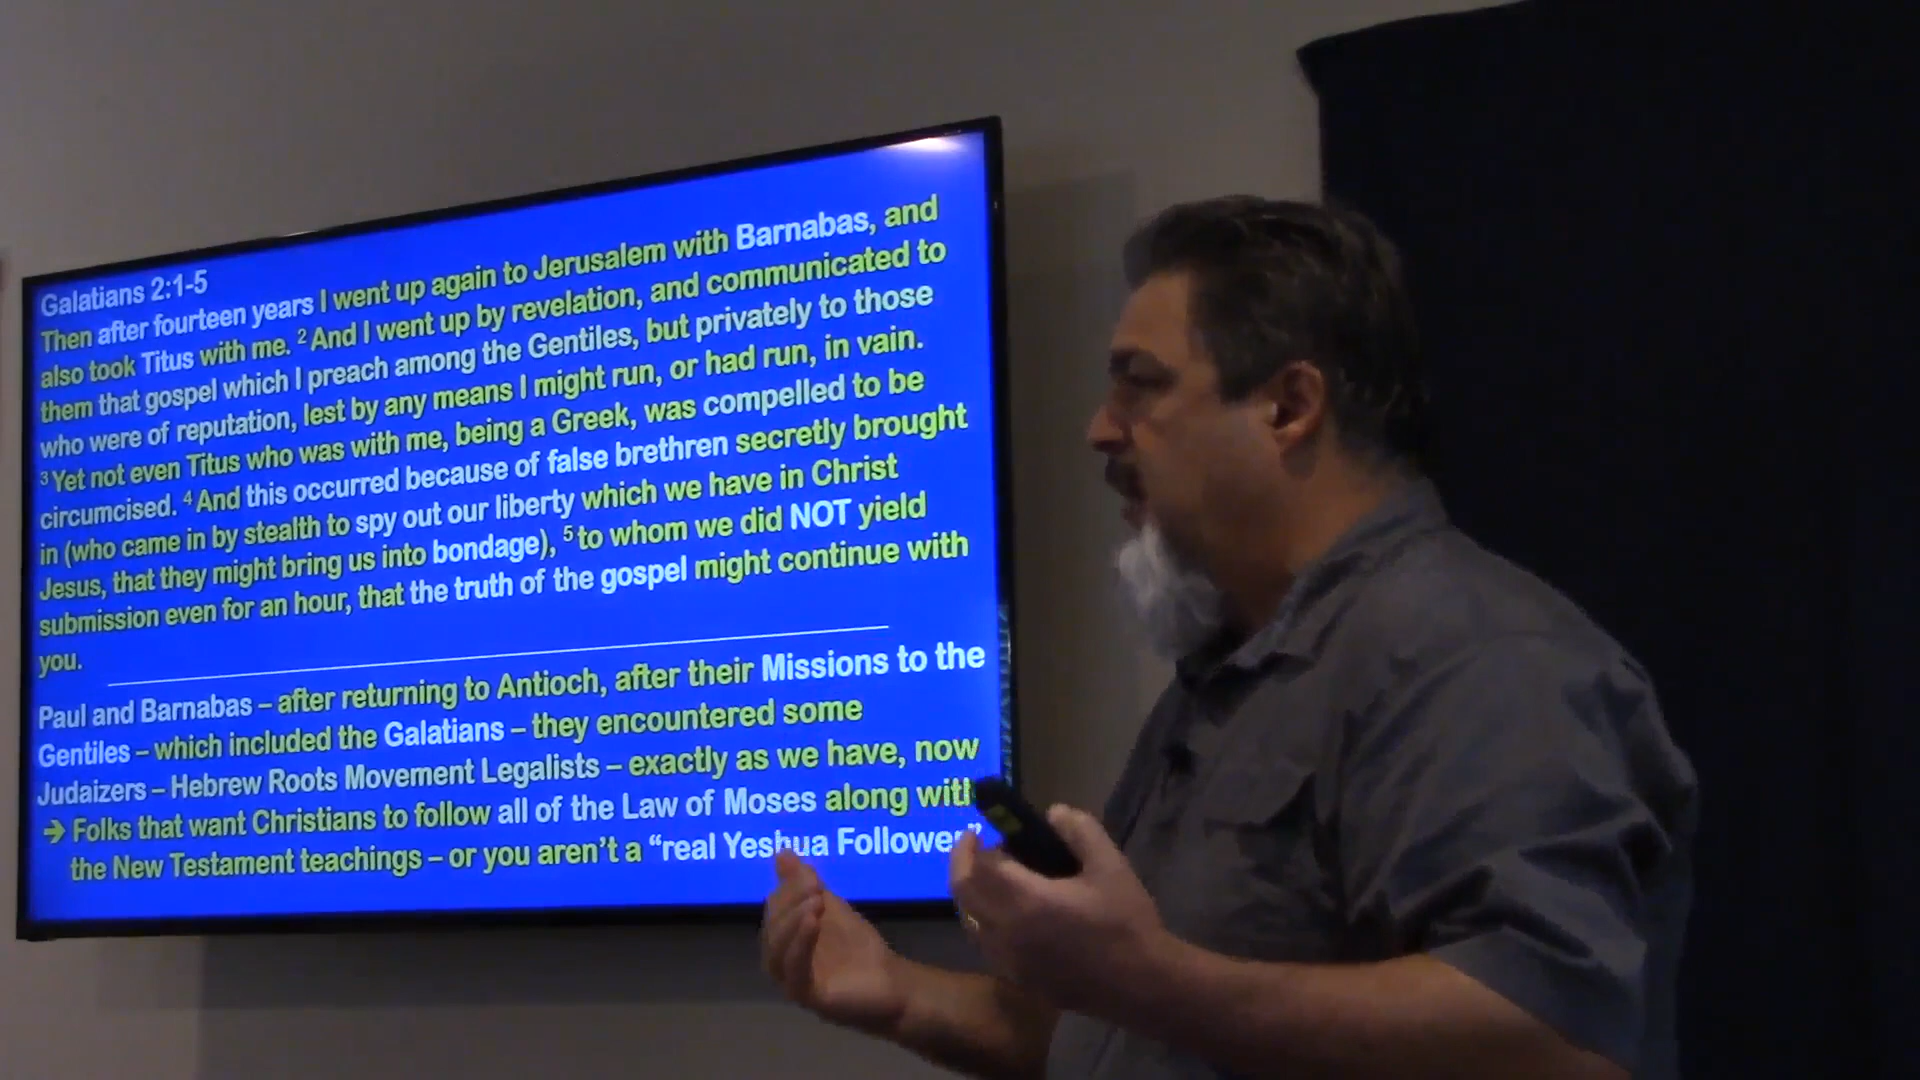 Galatians 2:1-5
Then after fourteen years I went up again to Jerusalem with Barnabas, and
also took Titus with me. 2 And I went up by revelation, and communicated to
them that gospel which I preach among the Gentiles, but privately to those
who were of reputation, lest by any means I might run, or had run, in vain.
3 Yet not even Titus who was with me, being a Greek, was compelled to be
circumcised. 4 And this occurred because of false brethren secretly brought
in (who came in by stealth to spy out our liberty which we have in Christ
Jesus, that they might bring us into bondage), 5 to whom we did NOT yield
submission even for an hour, that the truth of the gospel might continue with
you.
Paul and Barnabas – after returning to Antioch, after their Missions to the
Gentiles – which included the Galatians – they encountered some
Judaizers – Hebrew Roots Movement Legalists – exactly as we have, now
➔ Folks that want Christians to follow all of the Law of Moses along with
the New Testament teachings – or you aren't a “real Yeshua Follower”